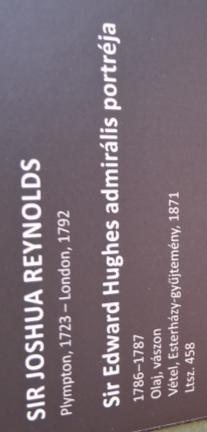 SIR JOSHUA REYNOLDS
Plympton, 1723 – London, 1792
Sir Edward Hughes admirális portréja
1786–1787
Olaj, vászon
Vétel, Esterházy-gyűjtemény, 1871
Ltsz. 458